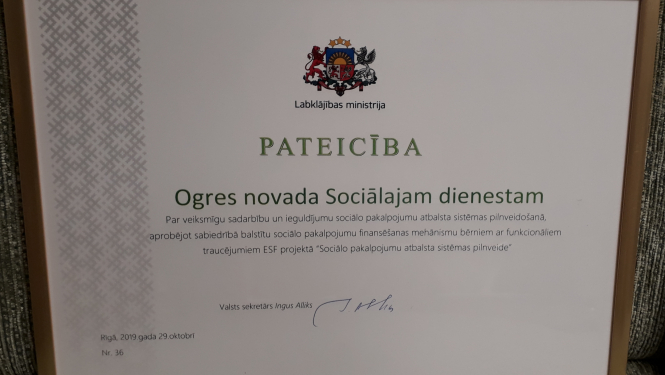 Labklājības ministrija
PATEICĪBA
Ogres novada Sociālajam dienestam
Par veiksmīgu sadarbību un ieguldījumu sociālo pakalpojumu atbalsta sistēmas pilnveidošanā,
aprobējot sabiedrībā balstītu sociālo pakalpojumu finansēšanas mehānismu bērniem ar funkcionāliem
traucējumiem ESF projektā "Sociālo pakalpojumu atbalsta sistēmas pilnveide"
Valsts sekretārs Ingus Alliks
Rīgā, 2019.gada 29.oktobrī
Nr. 36